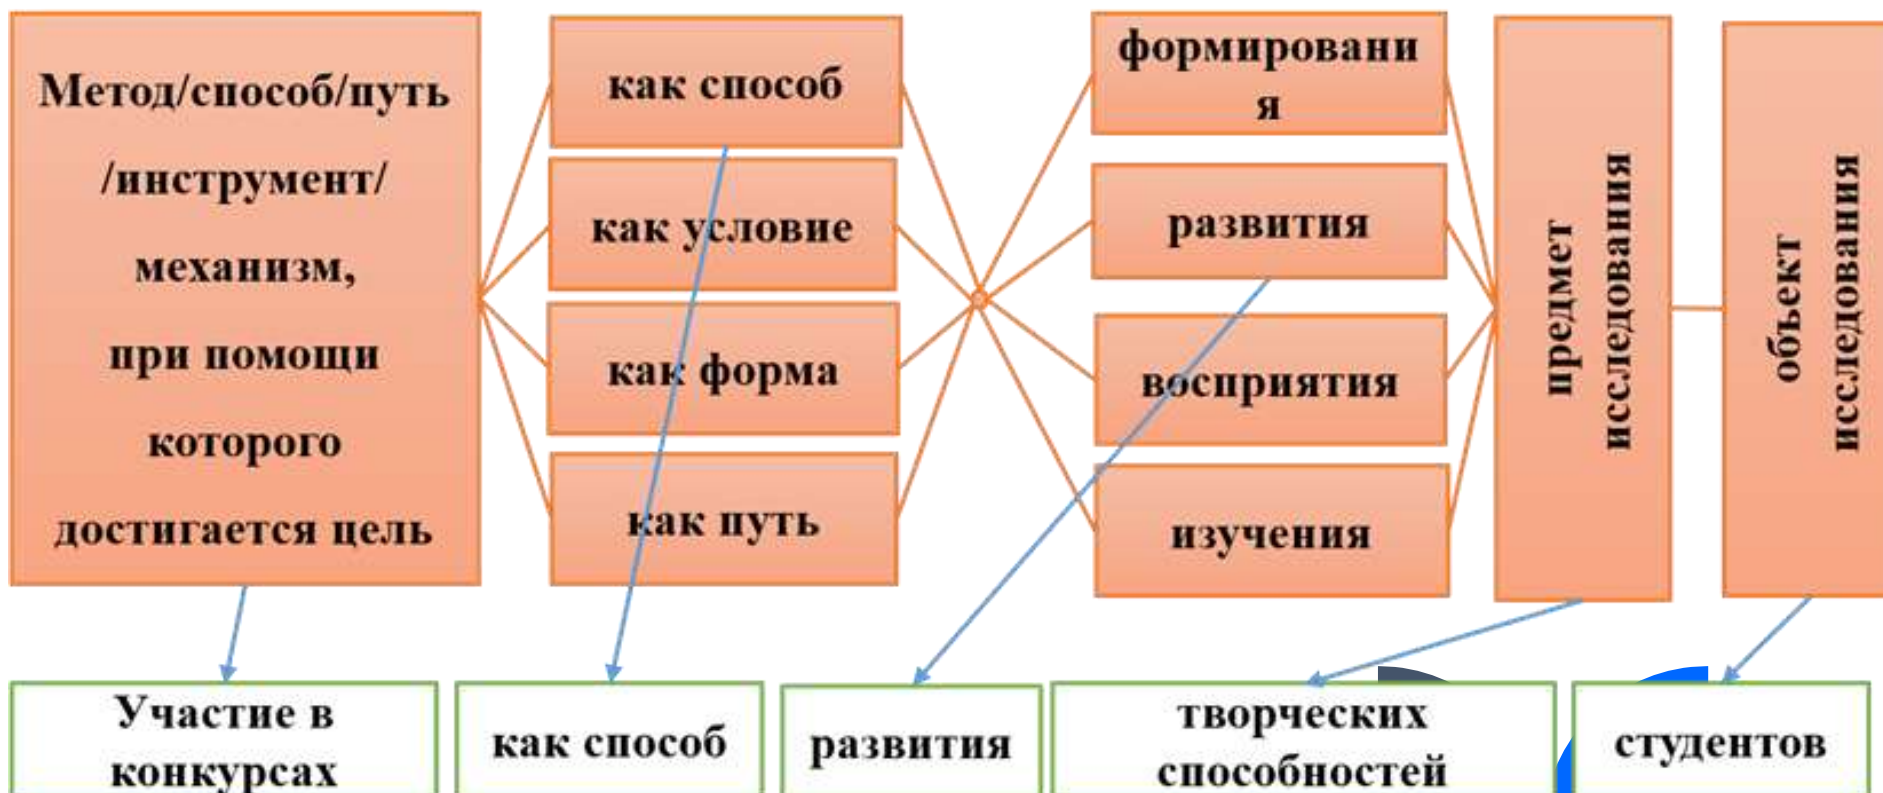 Метод/способ/путь
/инструмент/
механизм,
при помощи
которого
достигается цель
как способ
как условие
как форма
как путь
формировани
я
развития
восприятия
изучения
предмет
исследования
объект
исследования
Участие в
конкурсах
как способ
развития
творческих
способностей
студентов